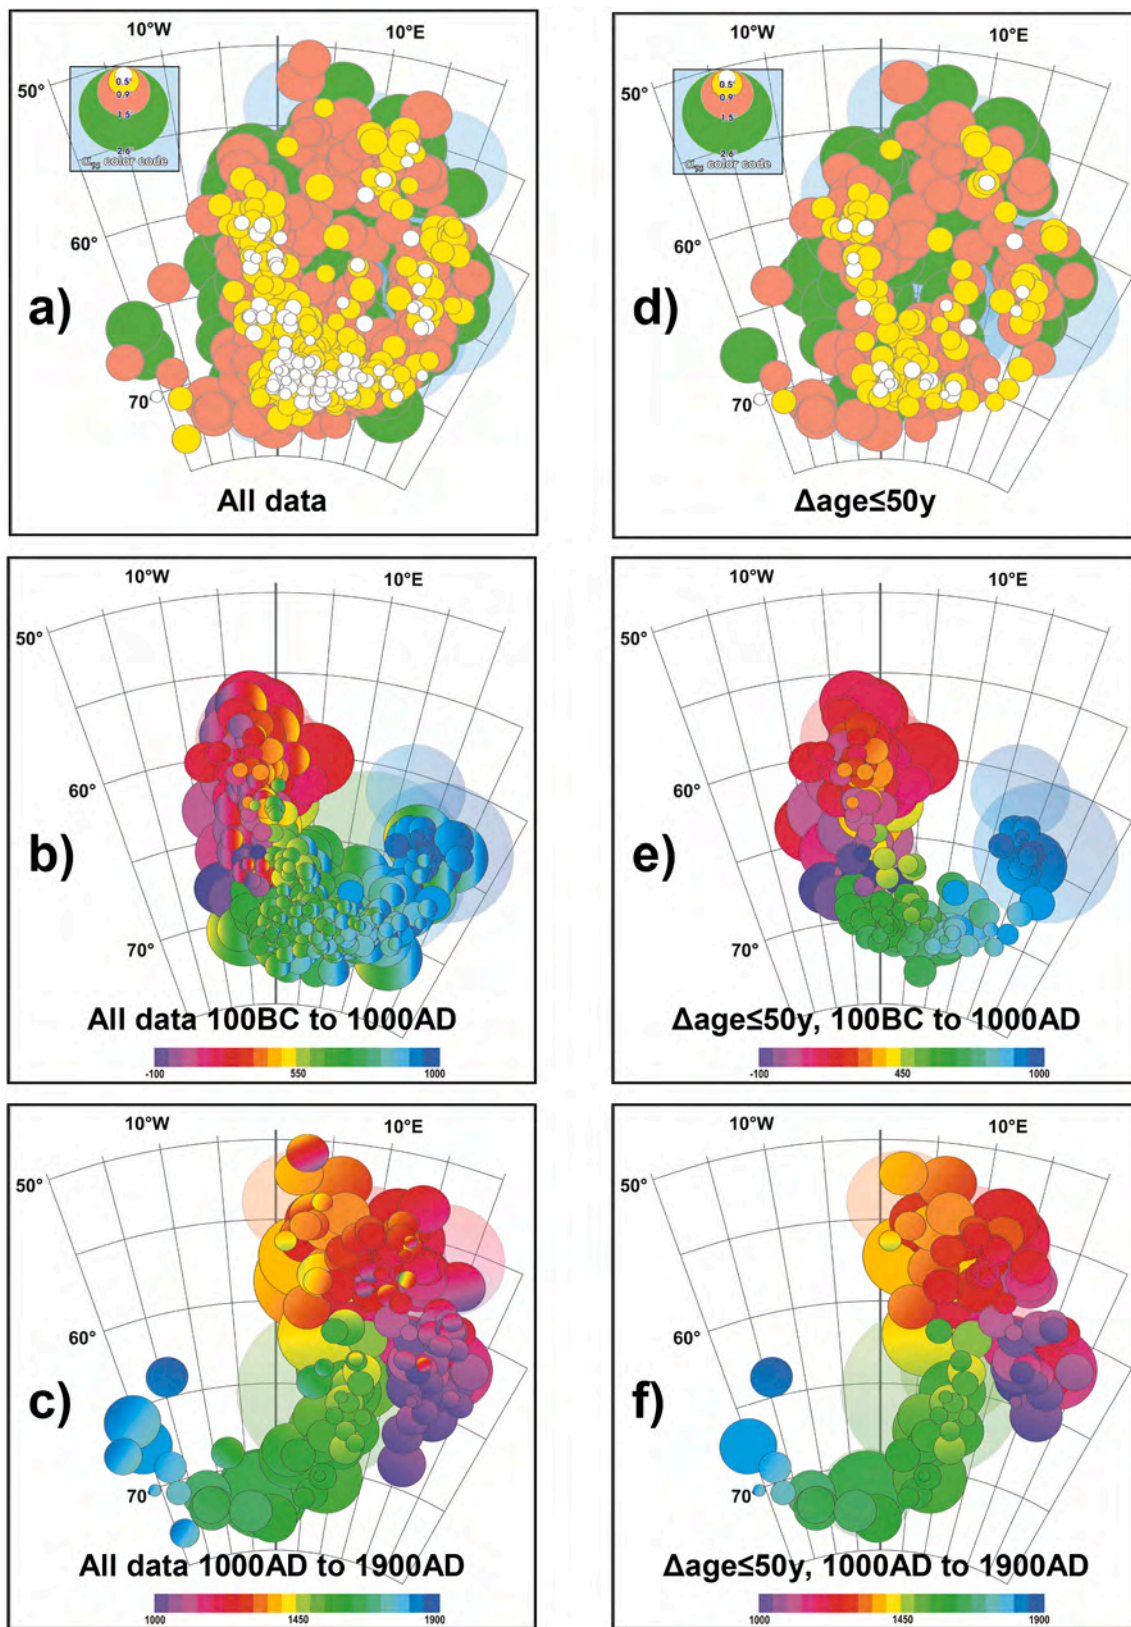 10°W
10°E
50°
0.5°
0.9
1.5
2.6
α95 color code
60°
a)
70°
All data
10°W
10°E
50°
0.5°
0.9
1.5
2.6
α95 color code
60°
d)
70°
Δage≤50y
10°W
10°E
50°
60°
b)
70°
All data 100BC to 1000AD
-100
550
1000
10°W
10°E
50°
60°
e)
70°
Δage≤50y, 100BC to 1000AD
-100
450
1000
10°W
10°E
50°
60°
c)
70°
All data 1000AD to 1900AD
1000
1450
1900
10°W
10°E
50°
60°
f)
70°
Δage≤50y, 1000AD to 1900AD
1000
1450
1900